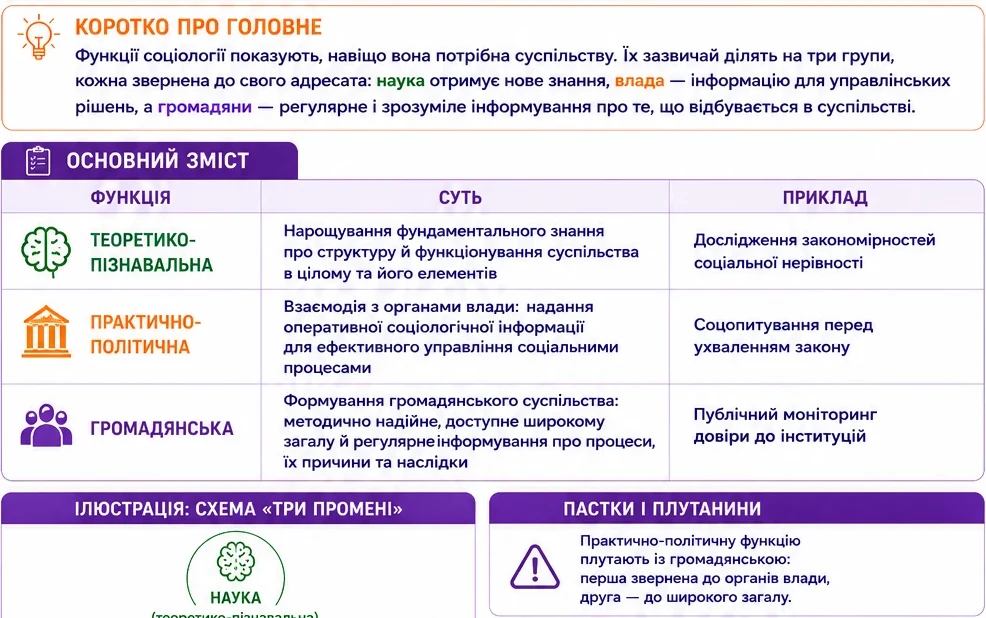 КОРОТКО ПРО ГОЛОВНЕ
Функції соціології показують, навіщо вона потрібна суспільству. Їх зазвичай ділять на три групи,
кожна звернена до свого адресата: наука отримує нове знання, влада — інформацію для управлінських
рішень, а громадяни — регулярне і зрозуміле інформування про те, що відбувається в суспільстві.
ОСНОВНИЙ ЗМІСТ
ФУНКЦІЯ
СУТЬ
ПРИКЛАД
ТЕОРЕТИКО-
ПІЗНАВАЛЬНА
Нарощування фундаментального знання
про структуру й функціонування суспільства
в цілому та його елементів
Дослідження закономірностей
соціальної нерівності
ПРАКТИЧНО-
ПОЛІТИЧНА
Взаємодія з органами влади: надання
оперативної соціологічної інформації
для ефективного управління соціальними
процесами
Соцопитування перед
ухваленням закону
ГРОМАДЯНСЬКА
Формування громадянського суспільства:
методично надійне, доступне широкому
загалу й регулярне інформування про процеси,
їх причини та наслідки
Публічний моніторинг
довіри до інституцій
ІЛЮСТРАЦІЯ: СХЕМА «ТРИ ПРОМЕНІ»
НАУКА
(теоретико-пізнавальна)
ПАСТКИ І ПЛУТАНИНИ
Практично-політичну функцію
плутають із громадянською:
перша звернена до органів влади,
друга — до широкого загалу.